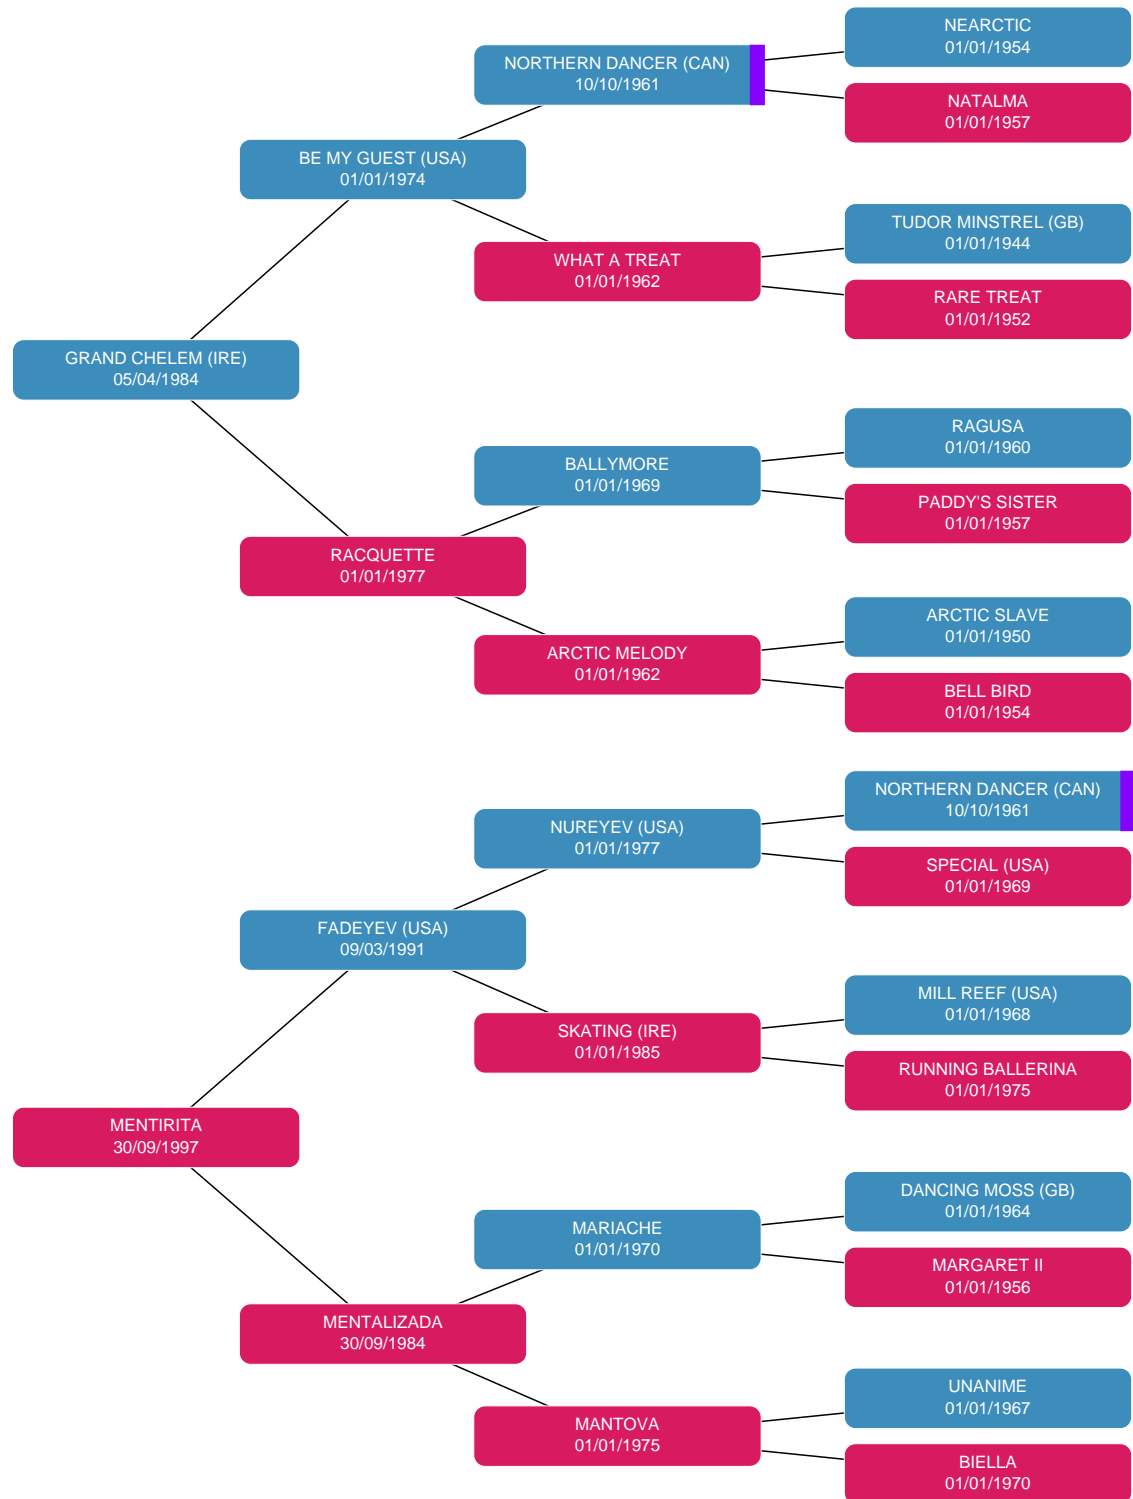 NEARCTIC
01/01/1954
NORTHERN DANCER (CAN)
10/10/1961
NATALMA
01/01/1957
BE MY GUEST (USA)
01/01/1974
TUDOR MINSTREL (GB)
01/01/1944
WHAT A TREAT
01/01/1962
RARE TREAT
01/01/1952
GRAND CHELEM (IRE)
05/04/1984
RAGUSA
01/01/1960
BALLYMORE
01/01/1969
PADDY'S SISTER
01/01/1957
RACQUETTE
01/01/1977
ARCTIC SLAVE
01/01/1950
ARCTIC MELODY
01/01/1962
BELL BIRD
01/01/1954
NORTHERN DANCER (CAN)
10/10/1961
NUREYEV (USA)
01/01/1977
SPECIAL (USA)
01/01/1969
FADEYEV (USA)
09/03/1991
MILL REEF (USA)
01/01/1968
SKATING (IRE)
01/01/1985
RUNNING BALLERINA
01/01/1975
MENTIRITA
30/09/1997
DANCING MOSS (GB)
01/01/1964
MARIACHE
01/01/1970
MARGARET II
01/01/1956
MENTALIZADA
30/09/1984
UNANIME
01/01/1967
MANTOVA
01/01/1975
BIELLA
01/01/1970